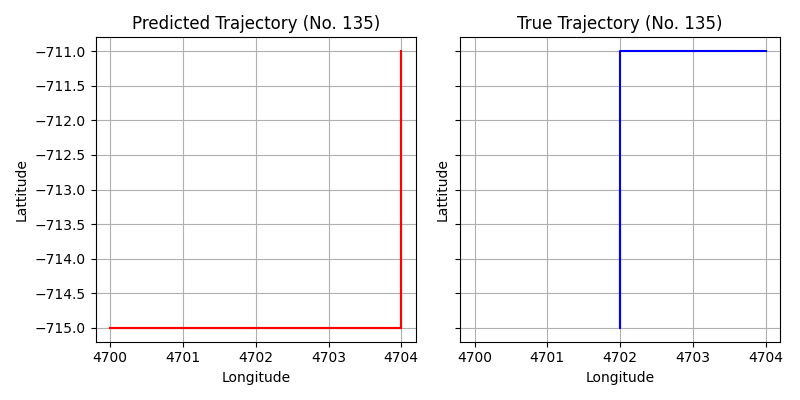 Predicted Trajectory (No. 135)
True Trajectory (No. 135)
Lattitude
−711.0
−711.5
−712.0
−712.5
−713.0
−713.5
−714.0
−714.5
−715.0
4700 4701 4702 4703 4704
Longitude
Lattitude
4700 4701 4702 4703 4704
Longitude